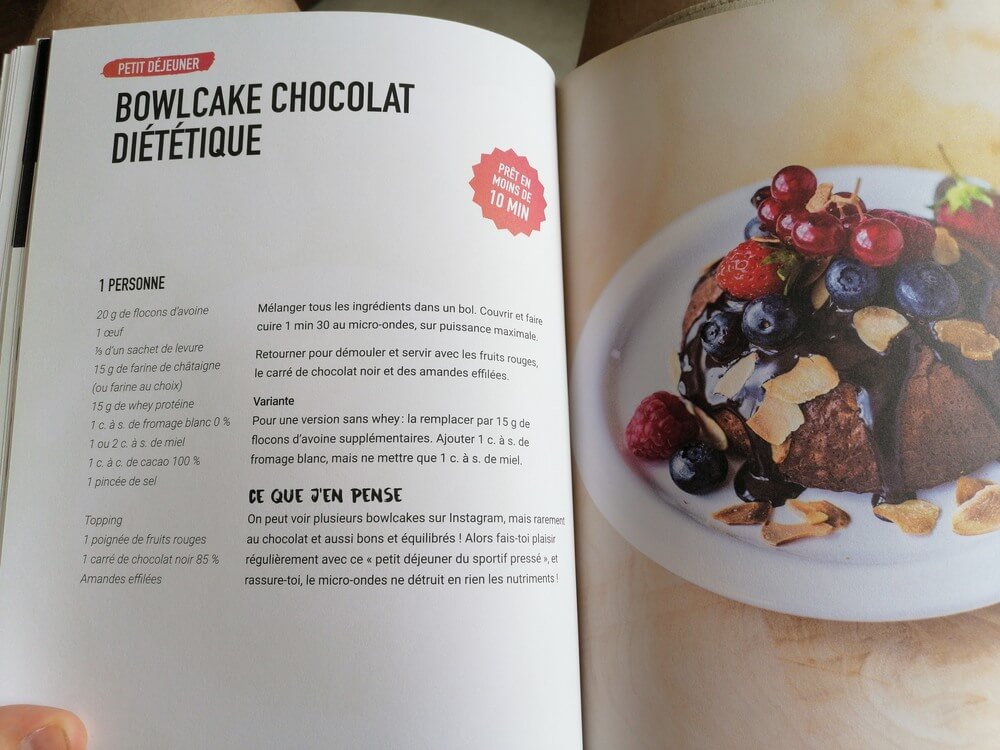 PETIT DÉJEUNER
BOWLCAKE CHOCOLAT
DIÉTÉTIQUE
PRÊT EN
MOINS DE
10 MIN
1 PERSONNE
20 g de flocons d'avoine
1 œuf
⅓ d'un sachet de levure
15 g de farine de châtaigne
(ou farine au choix)
15 g de whey protéine
1 c. à s. de fromage blanc 0 %
1 ou 2 c. à s. de miel
1 c. à c. de cacao 100 %
1 pincée de sel
Topping
1 poignée de fruits rouges
1 carré de chocolat noir 85 %
Amandes effilées
Mélanger tous les ingrédients dans un bol. Couvrir et faire
cuire 1 min 30 au micro-ondes, sur puissance maximale.
Retourner pour démouler et servir avec les fruits rouges,
le carré de chocolat noir et des amandes effilées.
Variante
Pour une version sans whey : la remplacer par 15 g de
flocons d'avoine supplémentaires. Ajouter 1 c. à s. de
fromage blanc, mais ne mettre que 1 c. à s. de miel.
CE QUE J'EN PENSE
On peut voir plusieurs bowlcakes sur Instagram, mais rarement
au chocolat et aussi bons et équilibrés ! Alors fais-toi plaisir
régulièrement avec ce « petit déjeuner du sportif pressé », et
rassure-toi, le micro-ondes ne détruit en rien les nutriments !